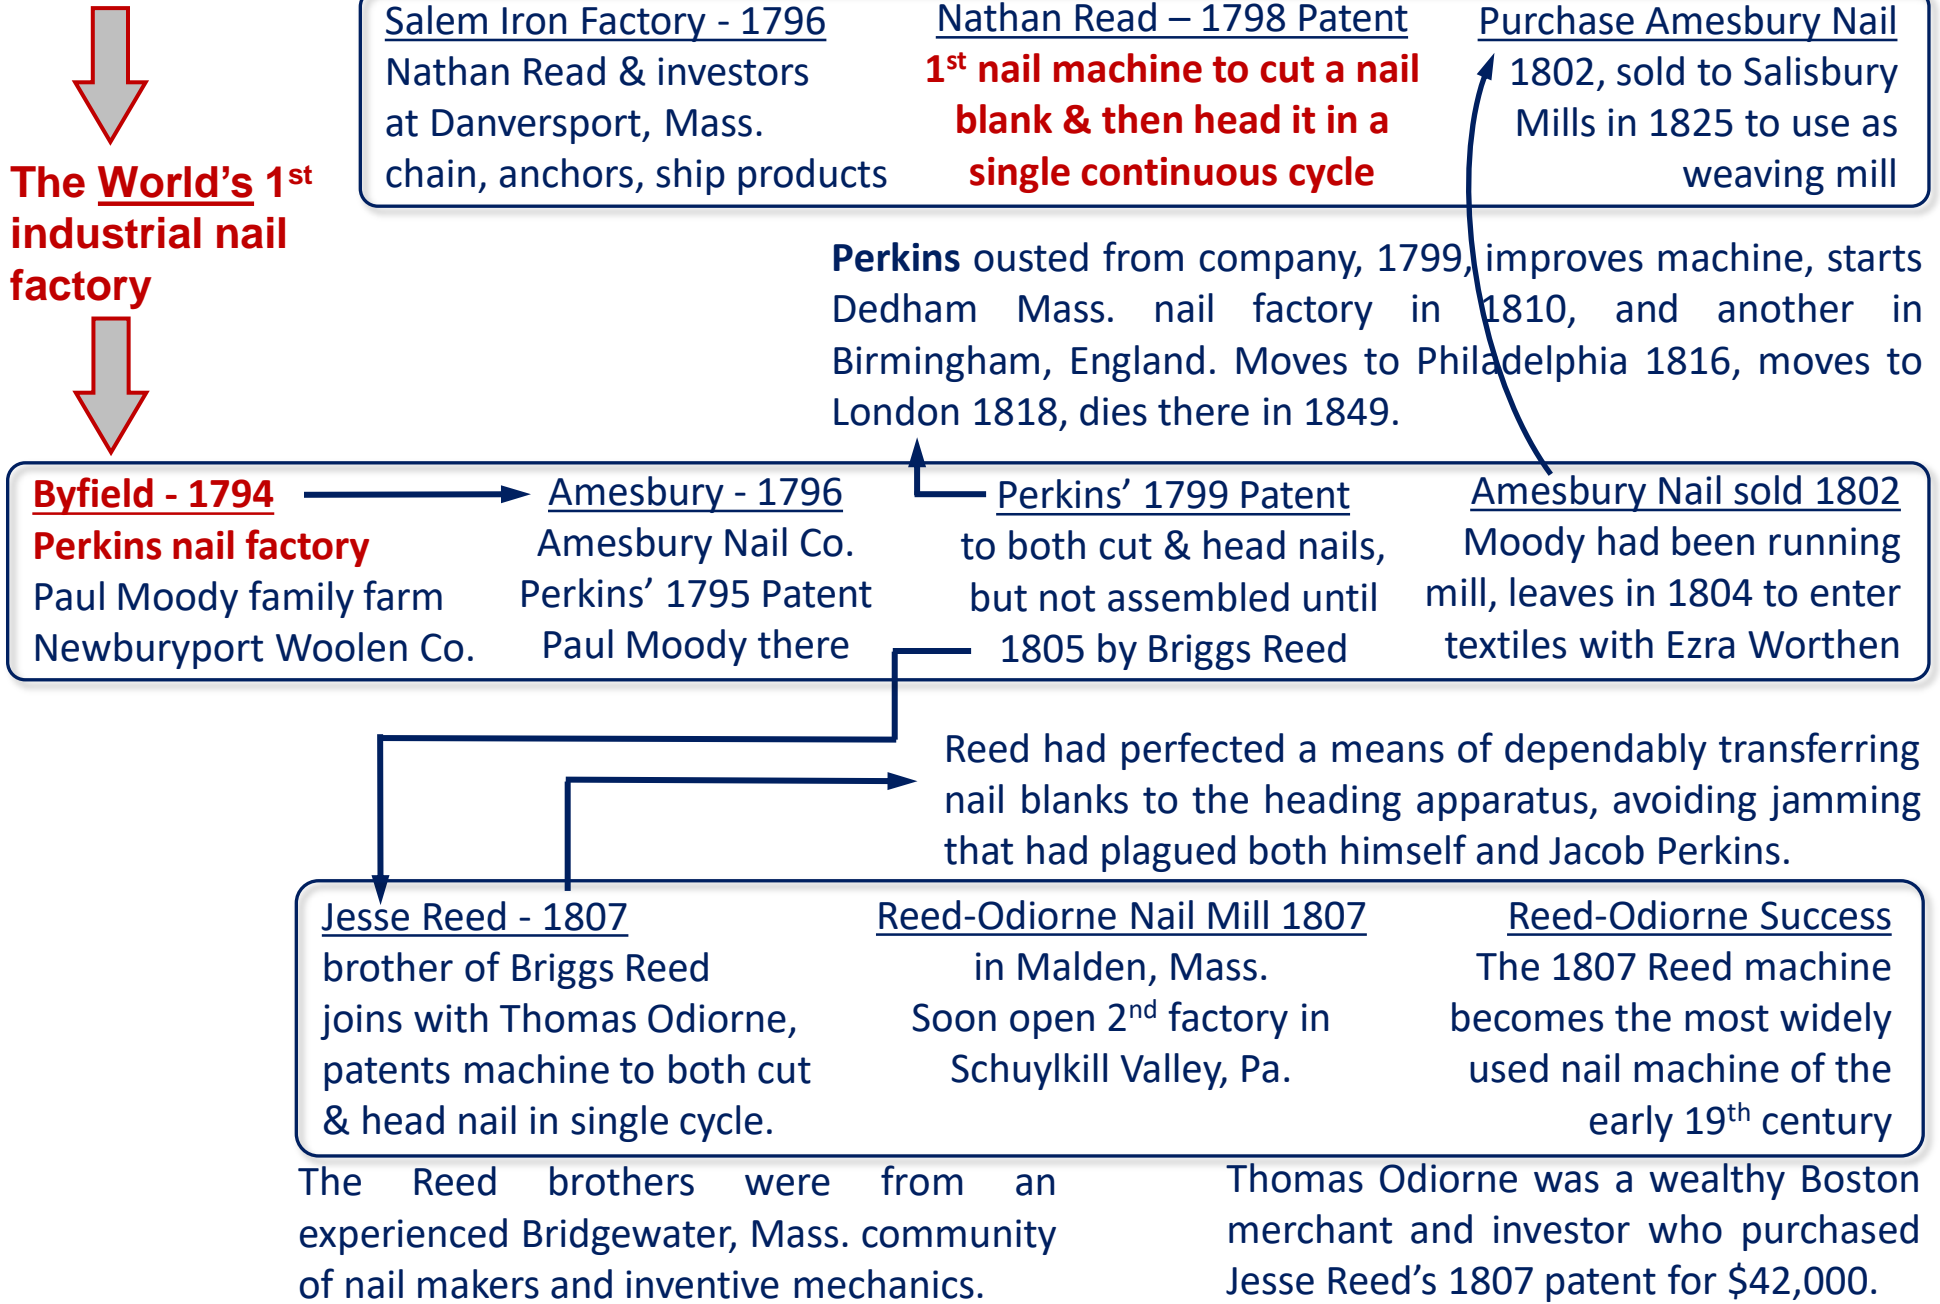 Salem Iron Factory - 1796
Nathan Read & investors
at Danversport, Mass.
chain, anchors, ship products
Nathan Read – 1798 Patent
1st nail machine to cut a nail
blank & then head it in a
single continuous cycle
Purchase Amesbury Nail
1802, sold to Salisbury
Mills in 1825 to use as
weaving mill
The World's 1st
industrial nail
factory
Perkins ousted from company, 1799, improves machine, starts
Dedham Mass. nail factory in 1810, and another in
Birmingham, England. Moves to Philadelphia 1816, moves to
London 1818, dies there in 1849.
Byfield - 1794
Perkins nail factory
Paul Moody family farm
Newburyport Woolen Co.
Amesbury - 1796
Amesbury Nail Co.
Perkins' 1795 Patent
Paul Moody there
Perkins' 1799 Patent
to both cut & head nails,
but not assembled until
1805 by Briggs Reed
Amesbury Nail sold 1802
Moody had been running
mill, leaves in 1804 to enter
textiles with Ezra Worthen
Reed had perfected a means of dependably transferring
nail blanks to the heading apparatus, avoiding jamming
that had plagued both himself and Jacob Perkins.
Jesse Reed - 1807
brother of Briggs Reed
joins with Thomas Odiorne,
patents machine to both cut
& head nail in single cycle.
Reed-Odiorne Nail Mill 1807
in Malden, Mass.
Soon open 2nd factory in
Schuylkill Valley, Pa.
Reed-Odiorne Success
The 1807 Reed machine
becomes the most widely
used nail machine of the
early 19th century
The Reed brothers were from an
experienced Bridgewater, Mass. community
of nail makers and inventive mechanics.
Thomas Odiorne was a wealthy Boston
merchant and investor who purchased
Jesse Reed's 1807 patent for $42,000.